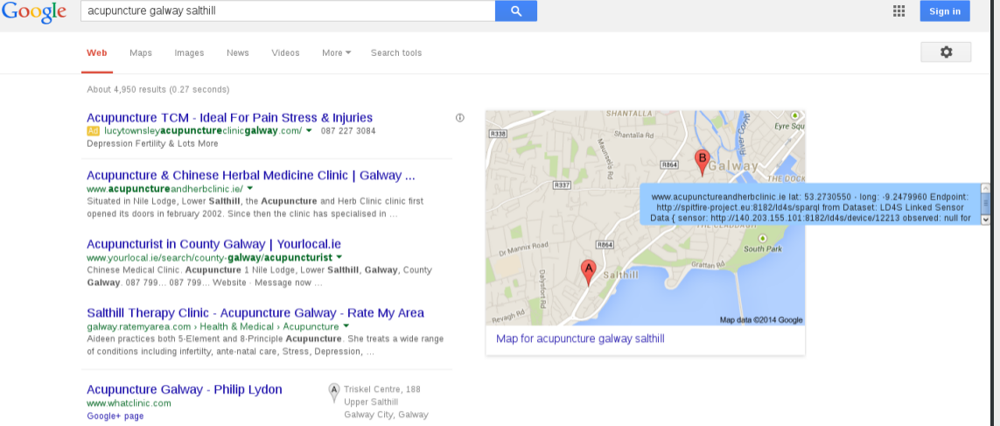 Google
acupuncture galway salthill
Sign in
Web Maps Images News Videos More Search tools
About 4,950 results (0.27 seconds)
Acupuncture TCM - Ideal For Pain Stress & Injuries
Ad lucytownsleyacupunctureclinicgalway.com/ 087 227 3084
Depression Fertility & Lots More
Acupuncture & Chinese Herbal Medicine Clinic | Galway ...
www.acupunctureandherbclinic.ie/
Situated in Nile Lodge, Lower Salthill, the Acupuncture and Herb Clinic clinic first
opened its doors in february 2002. Since then the clinic has specialised in ...
Acupuncturist in County Galway | Yourlocal.ie
www.yourlocal.ie/search/county-galway/acupuncturist
Chinese Medical Clinic. Acupuncture 1 Nile Lodge, Lower Salthill, Galway, County
Galway. 087 799... 087 799... Website · Message now ...
Salthill Therapy Clinic - Acupuncture Galway - Rate My Area
galway.ratemyarea.com › Health & Medical › Acupuncture
Aideen practices both 5-Element and 8-Principle Acupuncture. She treats a wide range
of conditions including infertilty, ante-natal care, Stress, Depression, ...
Acupuncture Galway - Philip Lydon
www.whatclinic.com
Google+ page
A
Triskel Centre, 188
Upper Salthill
Galway City, Galway
SHANTALLA
Shantalla Rd
R338
Maunsel's Rd
River Corrib
Eyre Squ
R864
B
Galway
R337
THE DOCK
www.acupunctureandherbclinic.ie lat: 53.2730550 - long: -9.2479960 Endpoint:
http://spitfire-project.eu:8182/ld4s/sparql from Dataset: LD4S Linked Sensor
Data { sensor: http://140.203.155.101:8182/ld4s/device/12213 observed: null for
THE CLADDAGH
Dr Mannix Road
R864
South Park
A
Salthill
Grattan Rd
Dalysfort Rd
Revagh Rd
Map data ©2014 Google
Map for acupuncture galway salthill